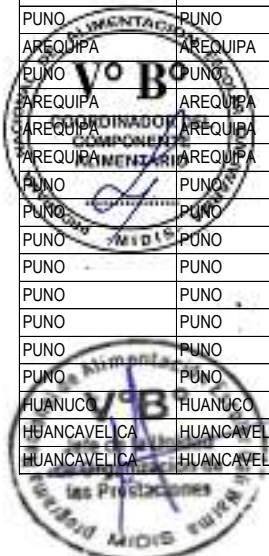 PUNO PUNO
AREQUIPA AREQUIPA
PUNO PUNO
AREQUIPA AREQUIPA
AREQUIPA AREQUIPA
AREQUIPA AREQUIPA
PUNO PUNO
PUNO PUNO
PUNO PUNO
PUNO PUNO
PUNO PUNO
PUNO PUNO
PUNO PUNO
PUNO PUNO
HUANUCO HUANUCO
HUANCAVELICA HUANCAVEL
HUANCAVELICA HUANCAVEL
V° B°
COORDINADOR DEL
COMPONENTE
ALIMENTARIO
MIDIS
V° B°
las Prestaciones
MIDIS